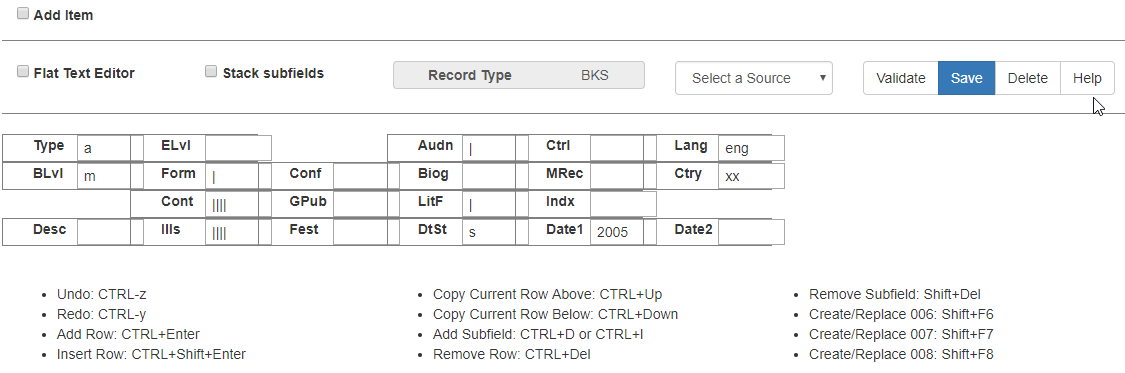 Add Item
Flat Text Editor Stack subfields Record Type BKS Select a Source Validate Save Delete Help
Type a ELvl Audn | Ctrl Lang eng
BLvl m Form | Conf Biog MRec Ctry xx
Cont |||| GPub LitF | Indx
Desc Ills |||| Fest DtSt s Date1 2005 Date2
• Undo: CTRL-z
• Redo: CTRL-y
• Add Row: CTRL+Enter
• Insert Row: CTRL+Shift+Enter
• Copy Current Row Above: CTRL+Up
• Copy Current Row Below: CTRL+Down
• Add Subfield: CTRL+D or CTRL+I
• Remove Row: CTRL+Del
• Remove Subfield: Shift+Del
• Create/Replace 006: Shift+F6
• Create/Replace 007: Shift+F7
• Create/Replace 008: Shift+F8